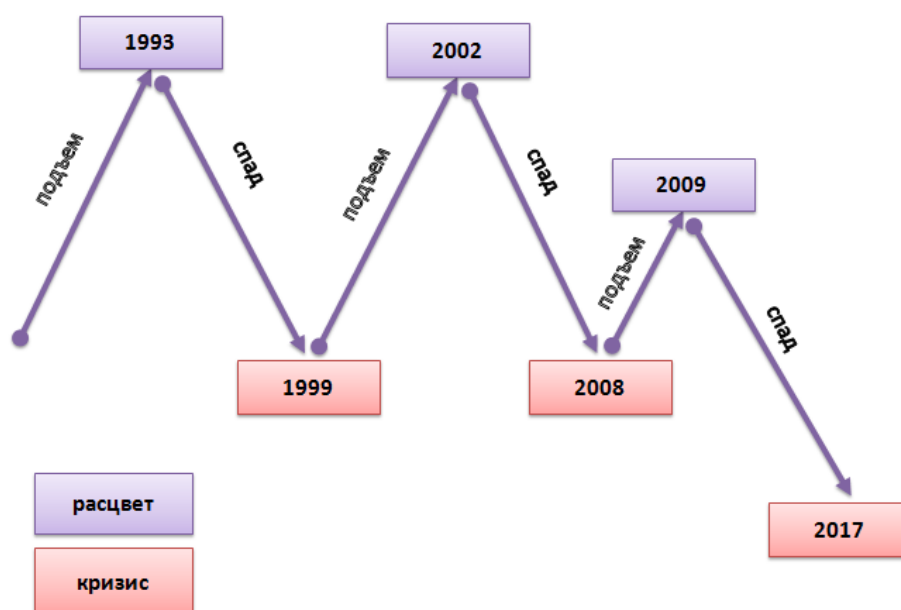 1993
2002
подъем
спад
подъем
спад
2009
подъем
спад
1999
2008
расцвет
2017
кризис